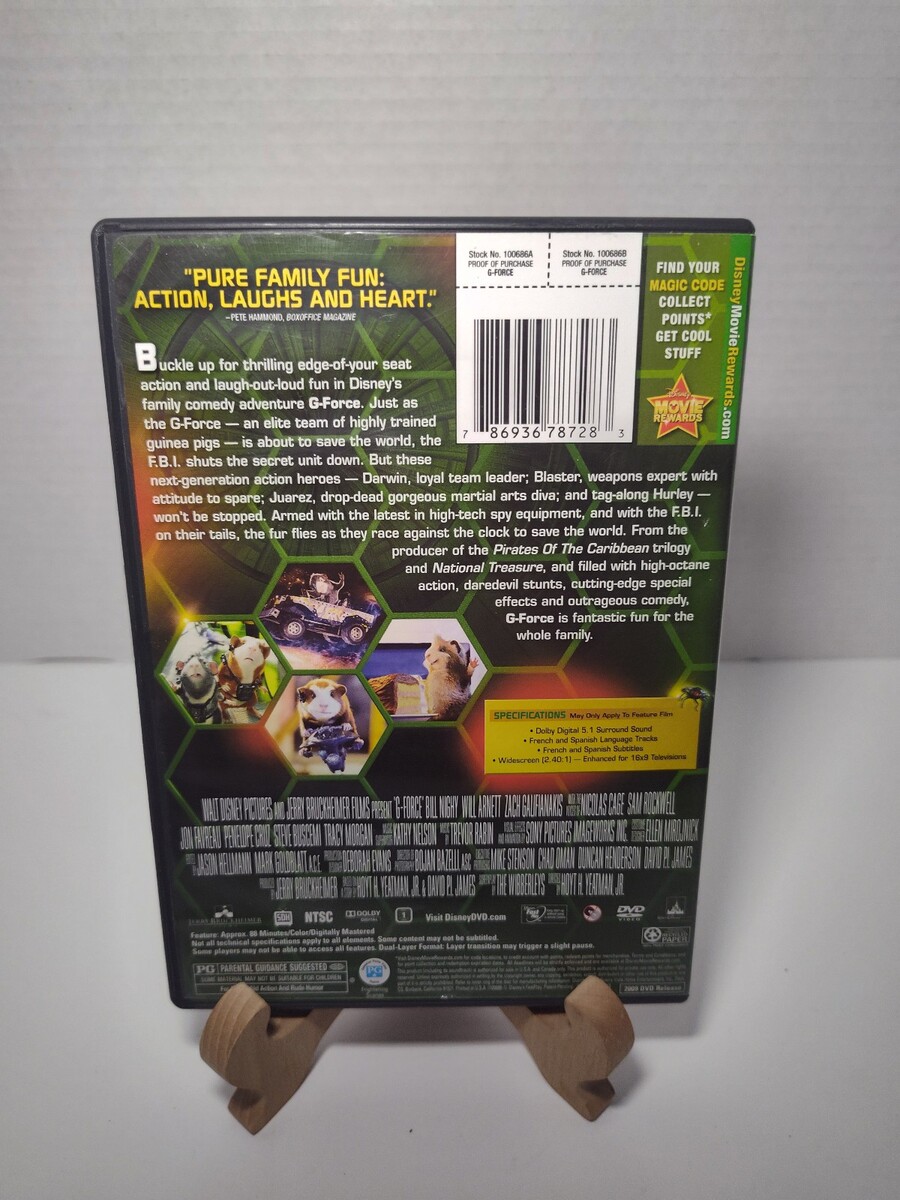 "PURE FAMILY FUN:
ACTION, LAUGHS AND HEART."
–PETE HAMMOND, BOXOFFICE MAGAZINE
Stock No. 100686A
PROOF OF PURCHASE
G-FORCE
Stock No. 100686B
PROOF OF PURCHASE
G-FORCE
7 86936 78728 3
FIND YOUR
MAGIC CODE
COLLECT
POINTS*
GET COOL
STUFF
Disney
MOVIE
REWARDS
DisneyMovieRewards.com
Buckle up for thrilling edge-of-your seat
action and laugh-out-loud fun in Disney's
family comedy adventure G-Force. Just as
the G-Force — an elite team of highly trained
guinea pigs — is about to save the world, the
F.B.I. shuts the secret unit down. But these
next-generation action heroes — Darwin, loyal team leader; Blaster, weapons expert with
attitude to spare; Juarez, drop-dead gorgeous martial arts diva; and tag-along Hurley —
won't be stopped. Armed with the latest in high-tech spy equipment, and with the F.B.I.
on their tails, the fur flies as they race against the clock to save the world. From the
producer of the Pirates Of The Caribbean trilogy
and National Treasure, and filled with high-octane
action, daredevil stunts, cutting-edge special
effects and outrageous comedy,
G-Force is fantastic fun for the
whole family.
SPECIFICATIONS May Only Apply To Feature Film
• Dolby Digital 5.1 Surround Sound
• French and Spanish Language Tracks
• French and Spanish Subtitles
• Widescreen (2.40:1) — Enhanced for 16x9 Televisions
WALT DISNEY PICTURES AND JERRY BRUCKHEIMER FILMS PRESENT "G-FORCE" BILL NIGHY WILL ARNETT ZACH GALIFIANAKIS NICOLAS CAGE SAM ROCKWELL
JON FAVREAU PENELOPE CRUZ STEVE BUSCEMI TRACY MORGAN KATHY NELSON TREVOR RABIN SONY PICTURES IMAGEWORKS INC. ELLEN MIROJNICK
JASON HELLMANN MARK GOLDBLATT, A.C.E. DEBORAH EVANS BOJAN BAZELLI, ASC MIKE STENSON CHAD OMAN DUNCAN HENDERSON DAVID P.I. JAMES
JERRY BRUCKHEIMER HOYT H. YEATMAN, JR. & DAVID P.I. JAMES THE WIBBERLEYS HOYT H. YEATMAN, JR.
JERRY BRUCKHEIMER
SDH
NTSC
DOLBY
DIGITAL
1
Visit DisneyDVD.com
DVD
VIDEO
Feature: Approx. 88 Minutes/Color/Digitally Mastered
Not all technical specifications apply to all elements. Some content may not be subtitled.
Some players may not be able to access all features. Dual-Layer Format: Layer transition may trigger a slight pause.
RECYCLED
PAPER
PG PARENTAL GUIDANCE SUGGESTED
SOME MATERIAL MAY NOT BE SUITABLE FOR CHILDREN
Action And Rude Humor
PG
2009 DVD Release